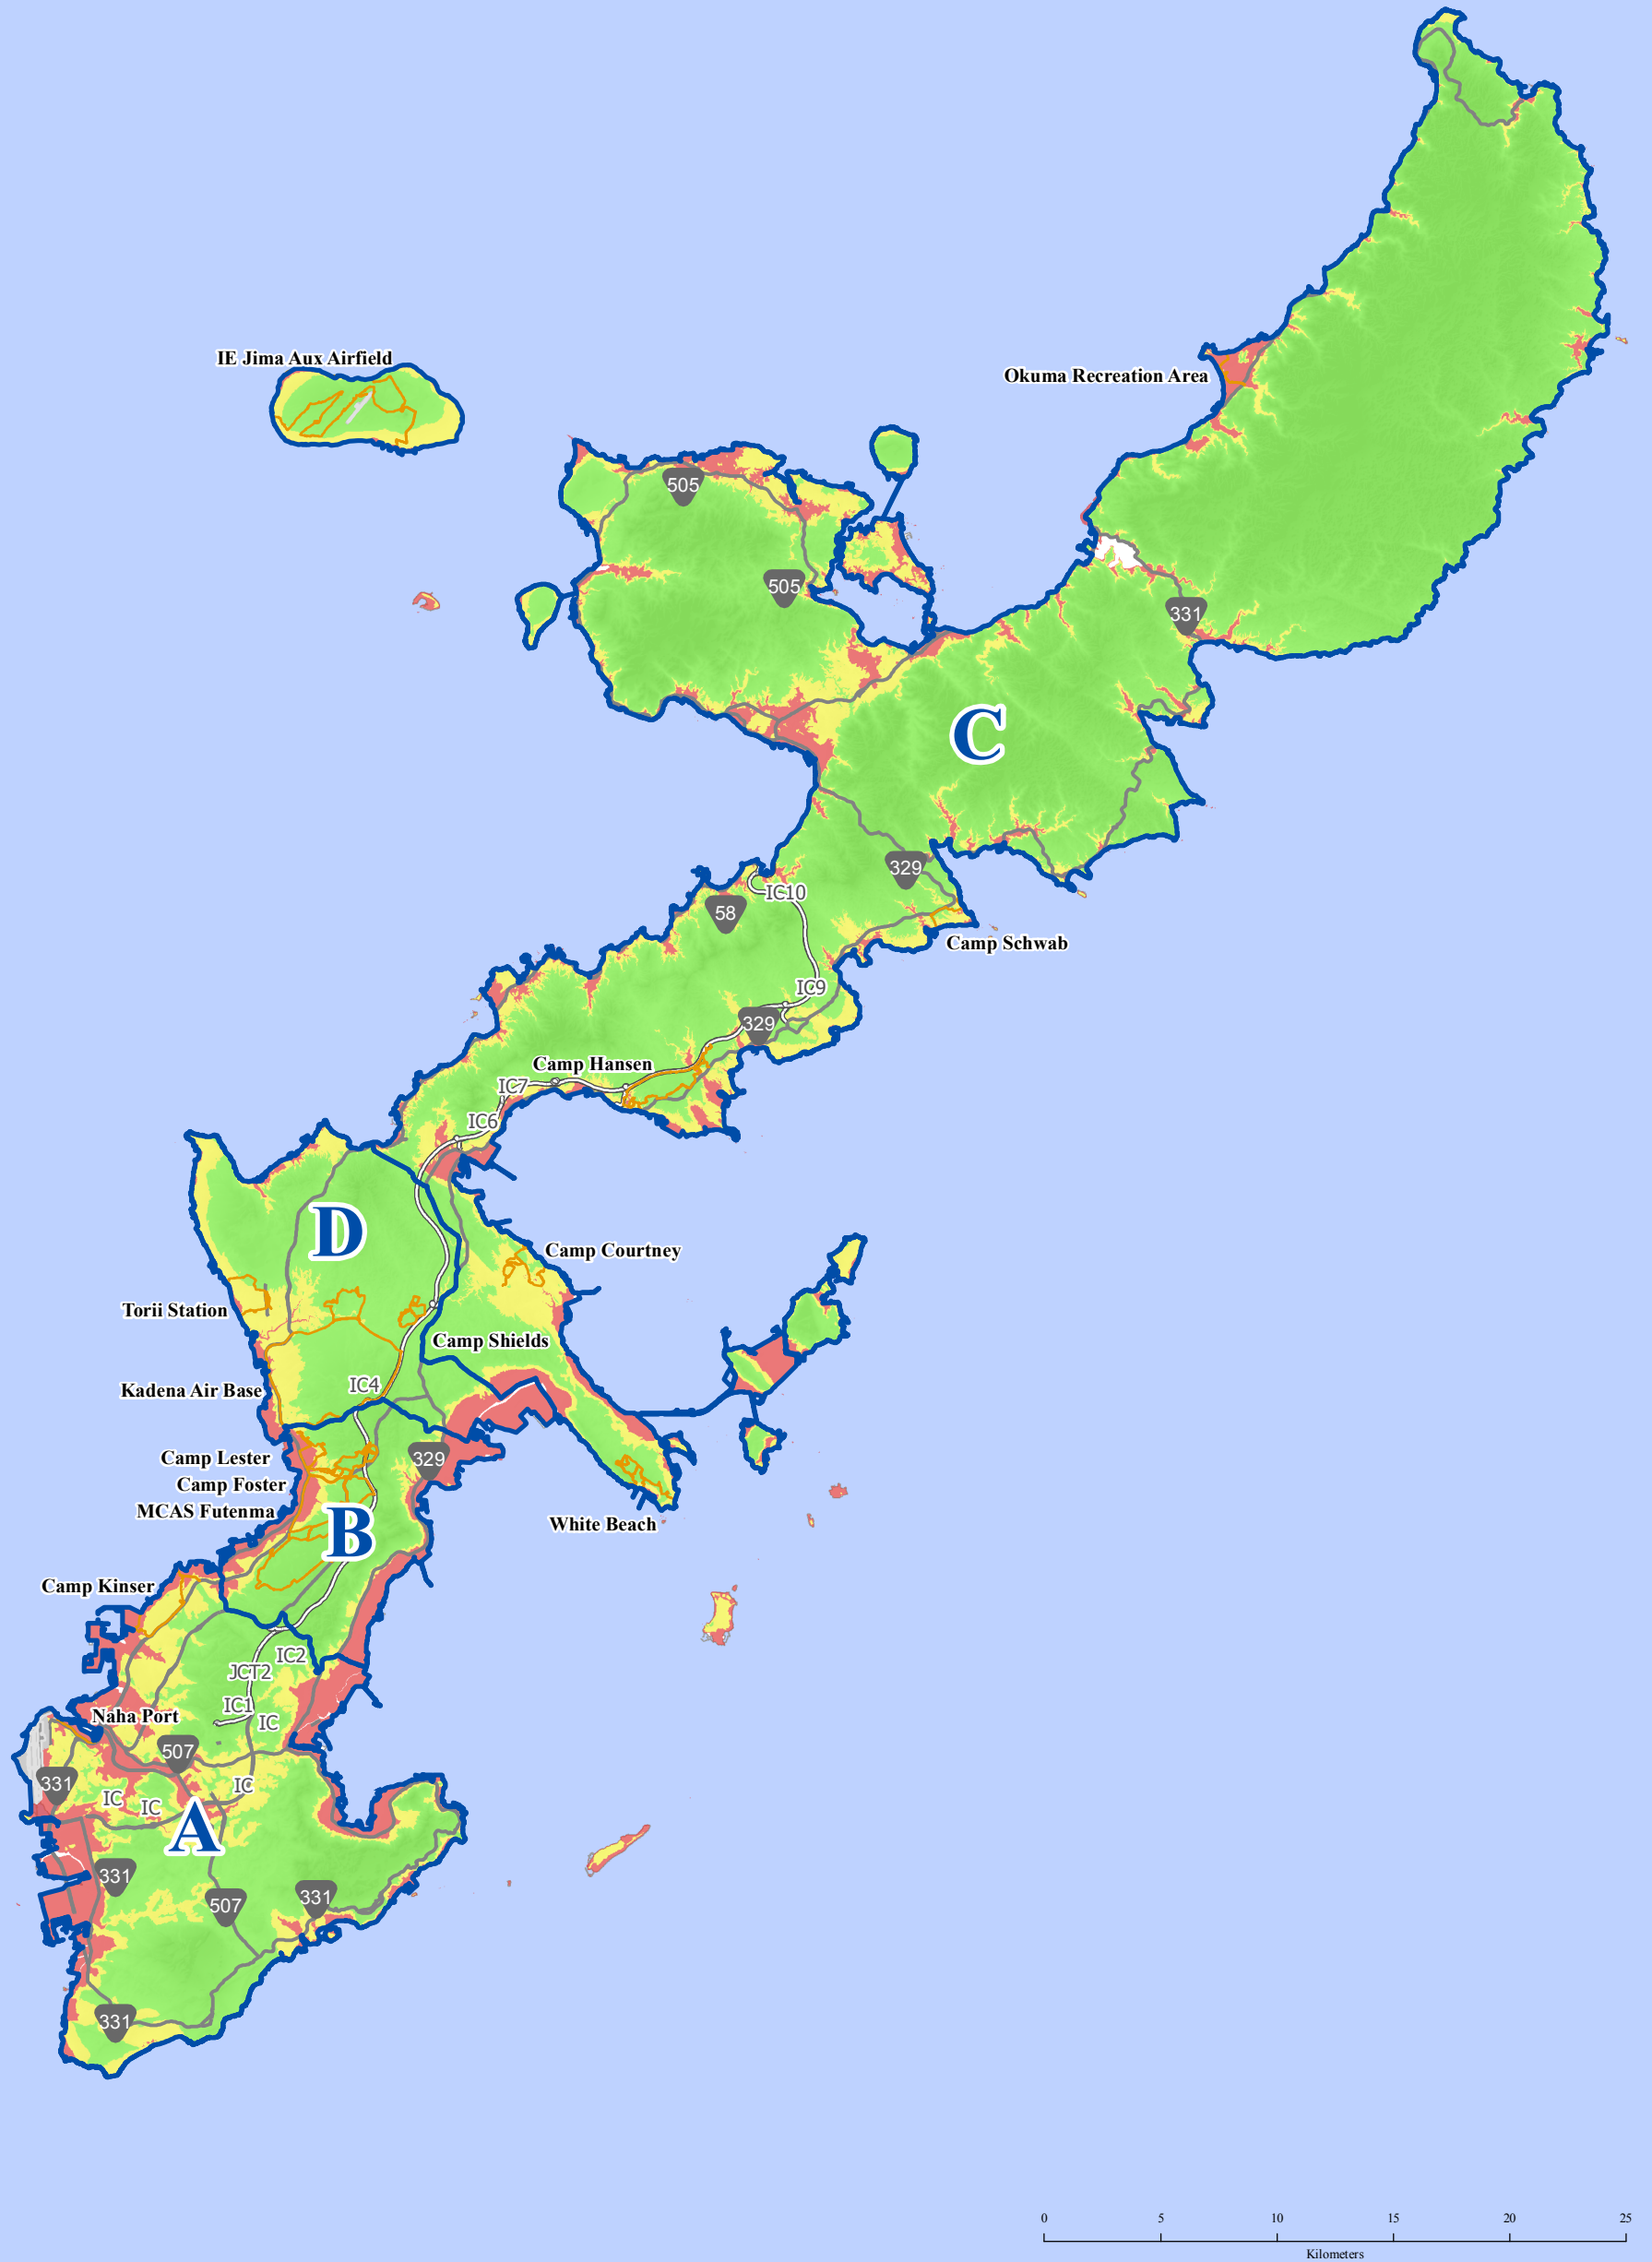 IE Jima Aux Airfield
Okuma Recreation Area
505
505
331
C
329
IC10
58
Camp Schwab
IC9
329
Camp Hansen
IC7
IC6
D
Camp Courtney
Torii Station
Camp Shields
IC4
Kadena Air Base
Camp Lester
329
Camp Foster
MCAS Futenma
White Beach
B
Camp Kinser
IC2
JCT2
IC1
Naha Port
IC
507
331
IC
IC
IC
A
331
507
331
331
0 5 10 15 20 25
Kilometers